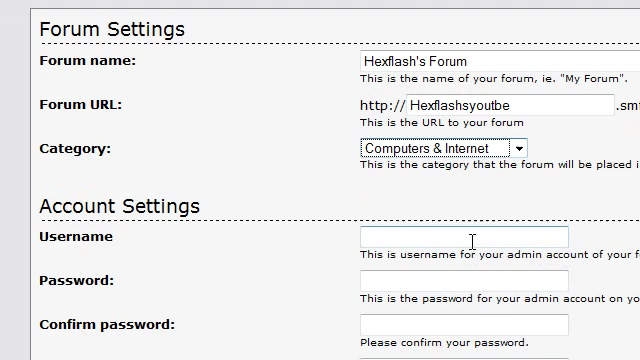 Forum Settings
Forum name: Hexflash's Forum
This is the name of your forum, ie. "My Forum".
Forum URL: http:// Hexflashsyoutbe .smf
This is the URL to your forum
Category: Computers & Internet
This is the category that the forum will be placed i
Account Settings
Username
This is username for your admin account of your f
Password:
This is the password for your admin account on yo
Confirm password:
Please confirm your password.